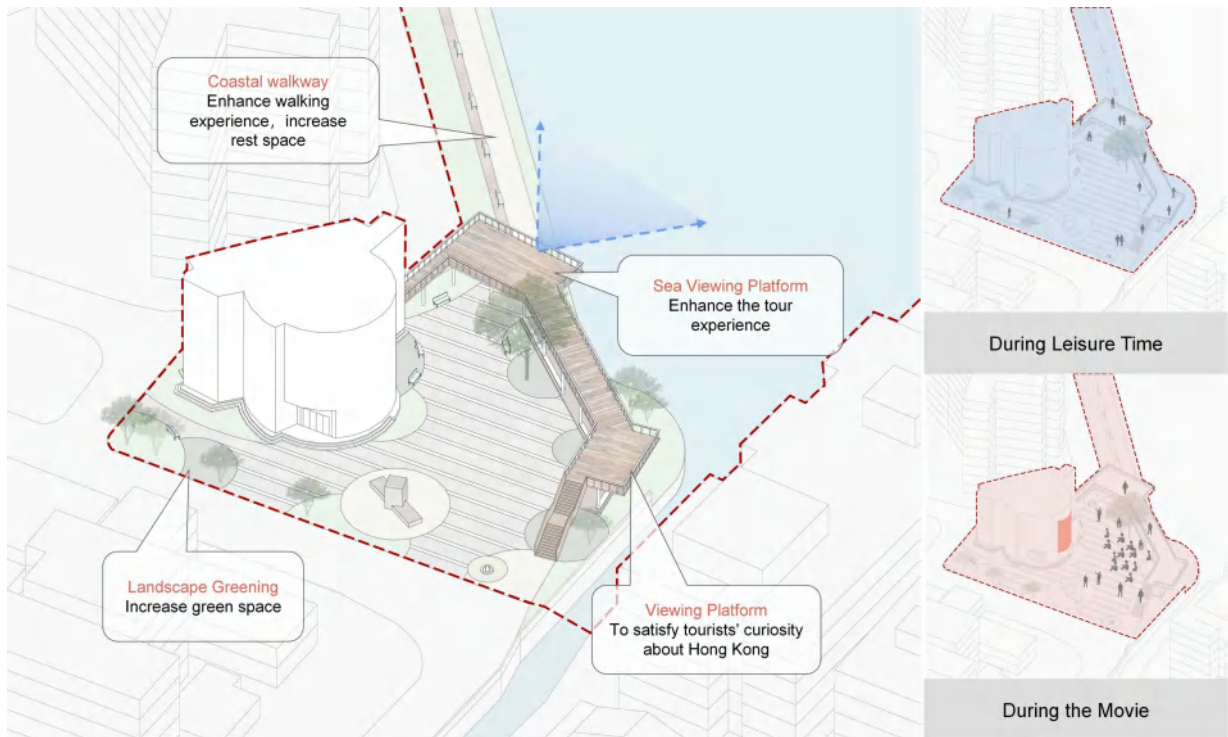 Coastal walkway
Enhance walking
experience, increase
rest space
Sea Viewing Platform
Enhance the tour
experience
Landscape Greening
Increase green space
Viewing Platform
To satisfy tourists' curiosity
about Hong Kong
During Leisure Time
During the Movie